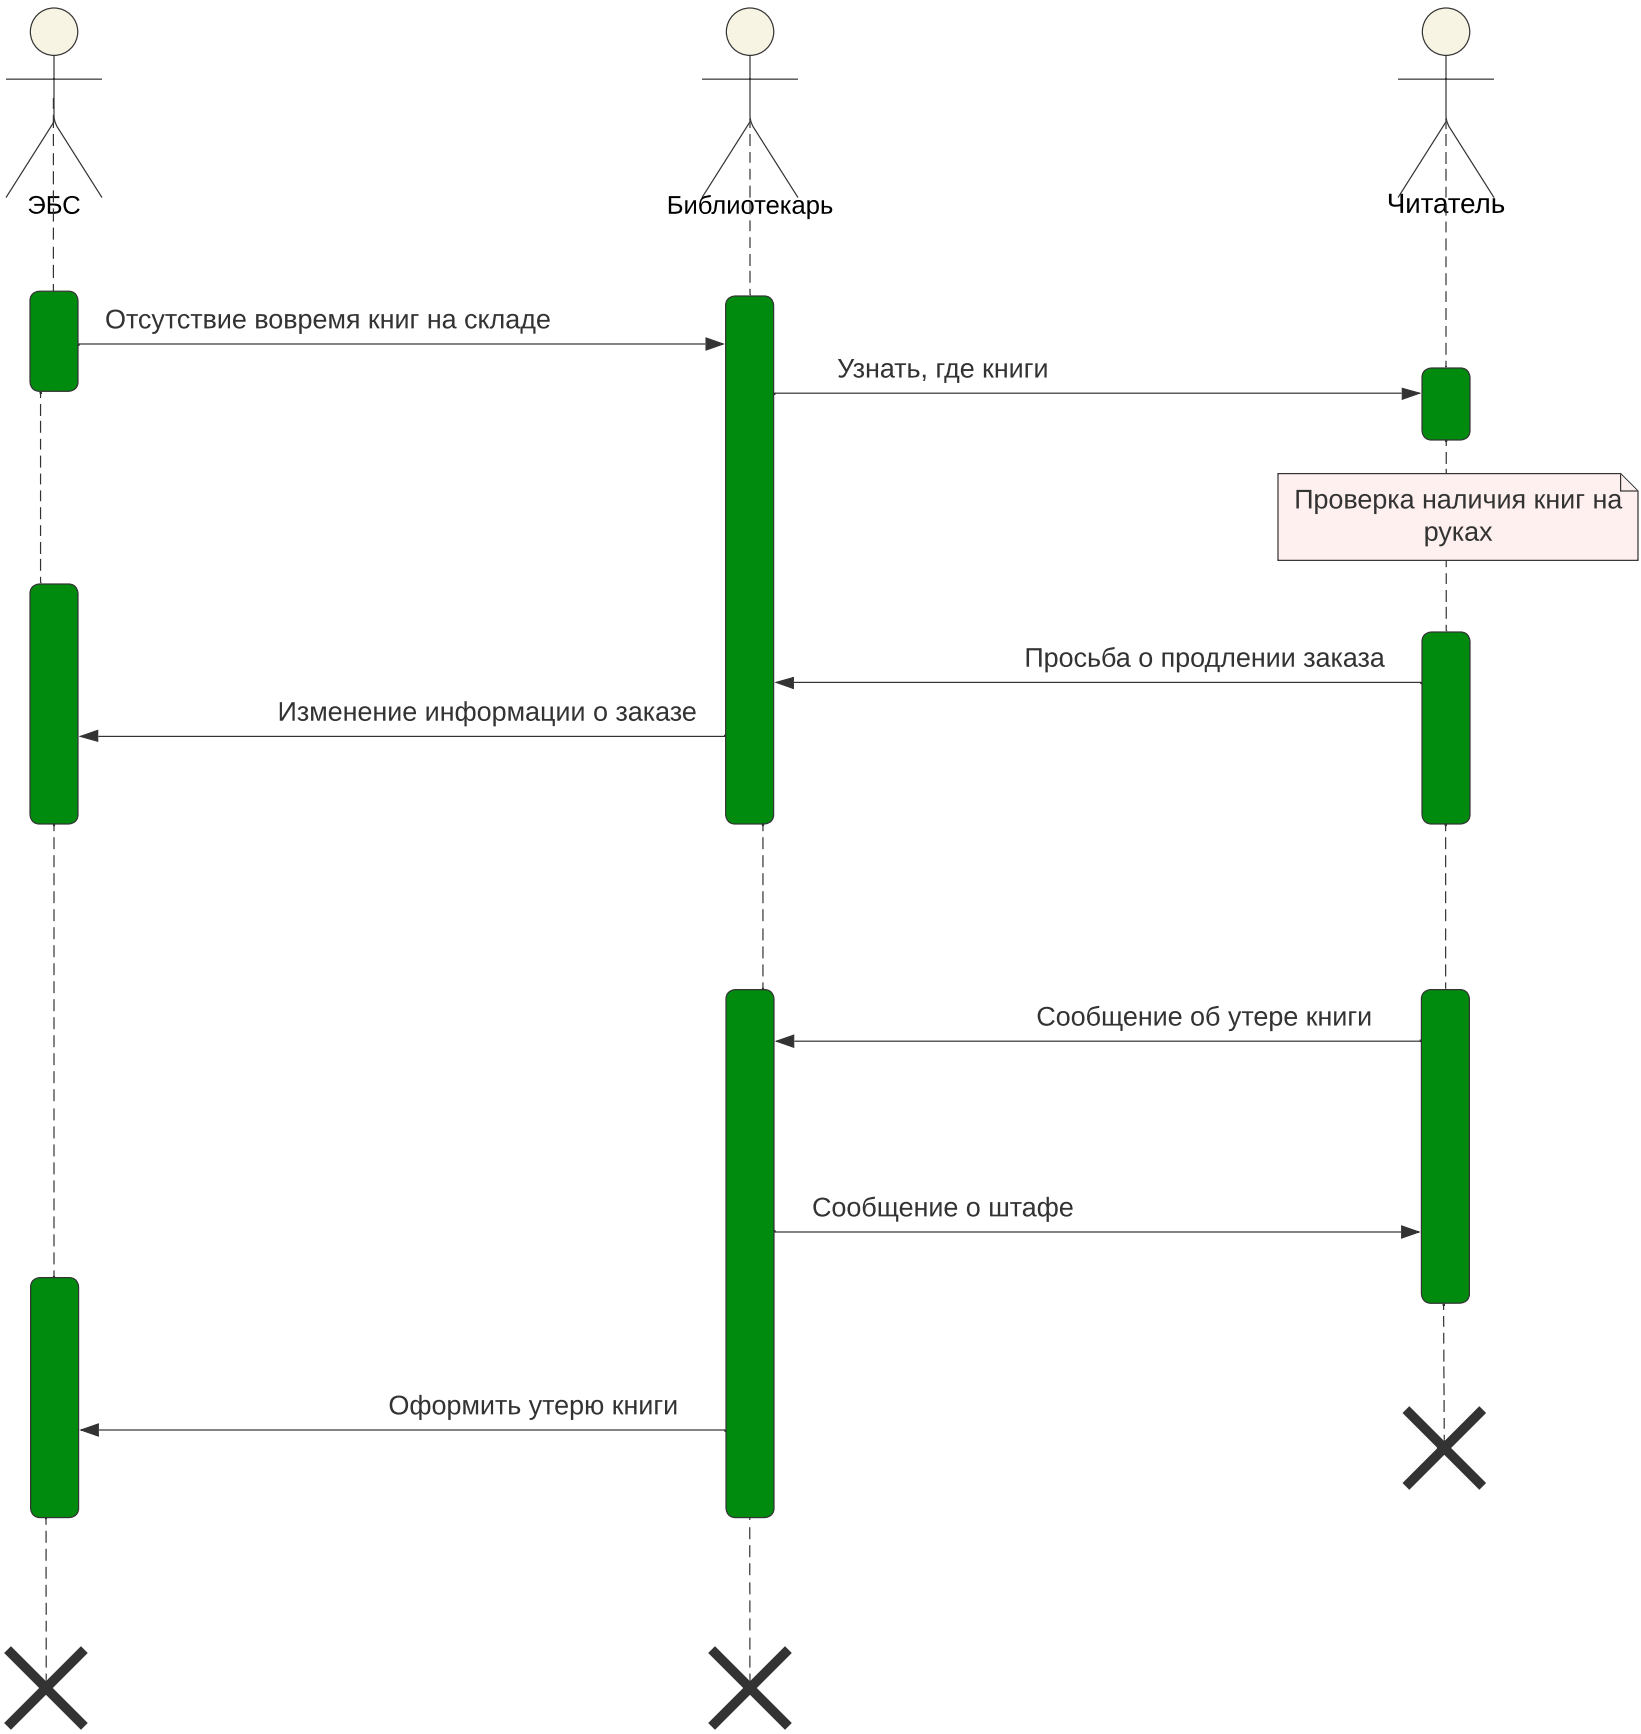 ЭБС
Библиотекарь
Читатель
Отсутствие вовремя книг на складе
Узнать, где книги
Проверка наличия книг на
руках
Просьба о продлении заказа
Изменение информации о заказе
Сообщение об утере книги
Сообщение о штафе
Оформить утерю книги